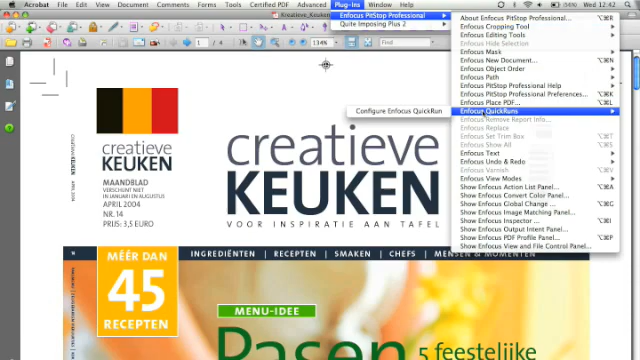 at Edit View Document Comments Forms Tools Certified PDF Advanced Plug-Ins Window Help
(54%) Wed 12:42
134%
Find
Enfocus PitStop Professional
Quite Imposing Plus 2
About Enfocus PitStop Professional... ⌥⌘R
Enfocus Cropping Tool
Enfocus Editing Tools
Enfocus Hide Selection
Enfocus Mask
Enfocus New Document... ⌥⌘N
Enfocus Object Order
Enfocus Path
Enfocus PitStop Professional Help
Enfocus PitStop Professional Preferences... ⌥⌘K
Enfocus Place PDF... ⌥⌘L
Enfocus QuickRuns
Configure Enfocus QuickRun
Enfocus Remove Report Info...
Enfocus Replace
Enfocus Set Trim Box
Enfocus Show All
Enfocus Text
Enfocus Undo & Redo
Enfocus Vernish
Enfocus View Modes
Show Enfocus Action List Panel... ⌥⌘A
Show Enfocus Convert Color Panel...
Show Enfocus Global Change ... ⌥⌘G
Show Enfocus Image Matching Panel...
Show Enfocus Inspector ... ⌥⌘I
Show Enfocus Output Intent Panel...
Show Enfocus PDF Profile Panel... ⌥⌘P
Show Enfocus View and File Control Panel...
creatieve
KEUKEN
MAANDBLAD
VERSCHIJNT NIET
IN JANUARI EN AUGUSTUS
APRIL 2004
NR.14
PRIJS: 3,5 EURO
creatieve
KEUKEN
VOOR INSPIRATIE AAN TAFEL
INGREDIËNTEN | RECEPTEN | SMAKEN | CHEFS | MENSEN & MOMENTEN
MÉÉR DAN
45
RECEPTEN
MENU-IDEE
Pasen 5 feestelijke